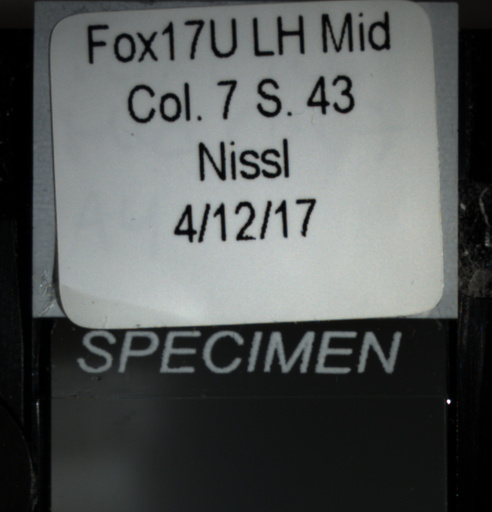 Fox17U LH Mid
Col. 7 S. 43
Nissl
4/12/17
SPECIMEN